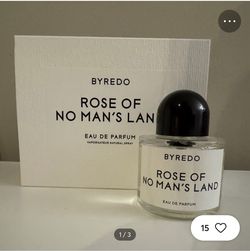 BYREDO
ROSE OF
NO MAN'S LAND
EAU DE PARFUM
VAPORISATEUR NATURAL SPRAY
BYREDO
ROSE OF
NO MAN'S LAND
EAU DE PARFUM
1/3
15